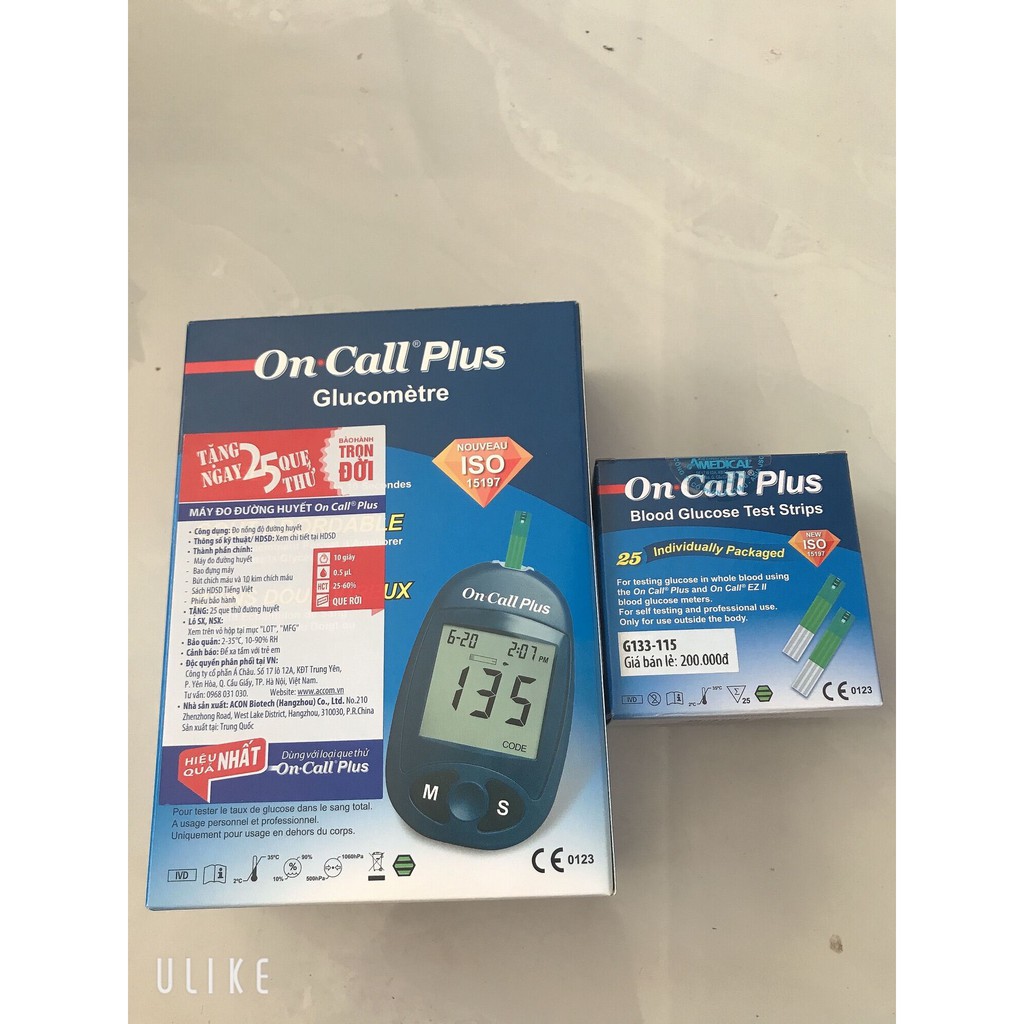 On·Call® Plus
Glucomètre
TẶNG
NGAY
25 QUE
THỬ
BẢO HÀNH
TRỌN
ĐỜI
NOUVEAU
ISO
15197
ondes
MÁY ĐO ĐƯỜNG HUYẾT On Call® Plus
• Công dụng: Đo nồng độ đường huyết
• Thông số kỹ thuật/ HDSD: Xem chi tiết tại HDSD
• Thành phần chính:
- Máy đo đường huyết
- Bao đựng máy
- Bút chích máu và 10 kim chích máu
- Sách HDSD Tiếng Việt
- Phiếu bảo hành
• TẶNG: 25 que thử đường huyết
• Lô SX, NSX:
Xem trên vỏ hộp tại mục "LOT", "MFG"
• Bảo quản: 2-35°C, 10-90% RH
• Cảnh báo: Để xa tầm với trẻ em
• Độc quyền phân phối tại VN:
Công ty cổ phần Á Châu. Số 17 lô 12A, KĐT Trung Yên,
P. Yên Hòa, Q. Cầu Giấy, TP. Hà Nội, Việt Nam.
Tư vấn: 0968 031 030. Website: www.accom.vn
• Nhà sản xuất: ACON Biotech (Hangzhou) Co., Ltd. No.210
Zhenzhong Road, West Lake District, Hangzhou, 310030, P.R.China
Sản xuất tại: Trung Quốc
10 giây
0.5 µL
HCT 25-60%
QUE RỜI
HIỆU
QUẢ NHẤT
Dùng với loại que thử
On·Call® Plus
On Call Plus
6-20 2:07 PM
135
CODE
M S
Pour tester le taux de glucose dans le sang total.
A usage personnel et professionnel.
Uniquement pour usage en dehors du corps.
IVD 2°C 35°C 10% 90% 500hPa 1060hPa
CE 0123
AMEDICAL
On·Call® Plus
Blood Glucose Test Strips
25 Individually Packaged
NEW
ISO
15197
For testing glucose in whole blood using
the On Call® Plus and On Call® EZ II
blood glucose meters.
For self testing and professional use.
Only for use outside the body.
G133-115
Giá bán lẻ: 200.000đ
IVD 2°C 35°C 25
CE 0123
ULIKE